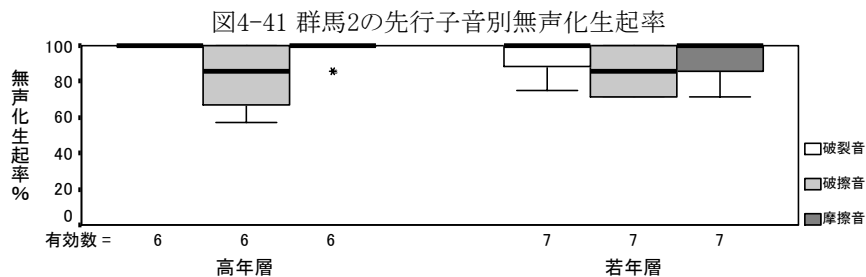 図4-41 群馬2の先行子音別無声化生起率
無声化生起率%
100
80
60
40
20
0
*
破裂音
破擦音
摩擦音
有効数 = 6 6 6 7 7 7
高年層 若年層